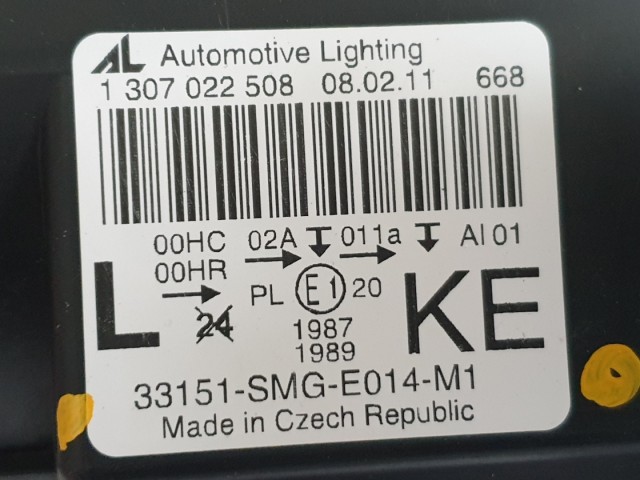 AL Automotive Lighting
1 307 022 508 08.02.11 668
00HC 02A 011a AI 01
00HR
L PL E1 20 KE
24 1987
1989
33151-SMG-E014-M1
Made in Czech Republic